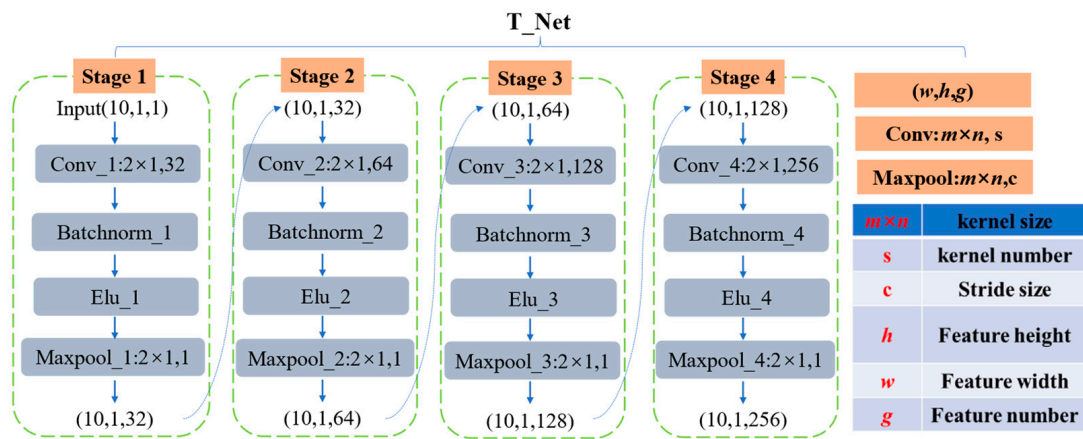 T_Net
Stage 1
Input(10,1,1)
Conv_1:2×1,32
Batchnorm_1
Elu_1
Maxpool_1:2×1,1
(10,1,32)
Stage 2
(10,1,32)
Conv_2:2×1,64
Batchnorm_2
Elu_2
Maxpool_2:2×1,1
(10,1,64)
Stage 3
(10,1,64)
Conv_3:2×1,128
Batchnorm_3
Elu_3
Maxpool_3:2×1,1
(10,1,128)
Stage 4
(10,1,128)
Conv_4:2×1,256
Batchnorm_4
Elu_4
Maxpool_4:2×1,1
(10,1,256)
(w,h,g)
Conv:m×n, s
Maxpool:m×n,c
m×n kernel size
s kernel number
c Stride size
h Feature height
w Feature width
g Feature number